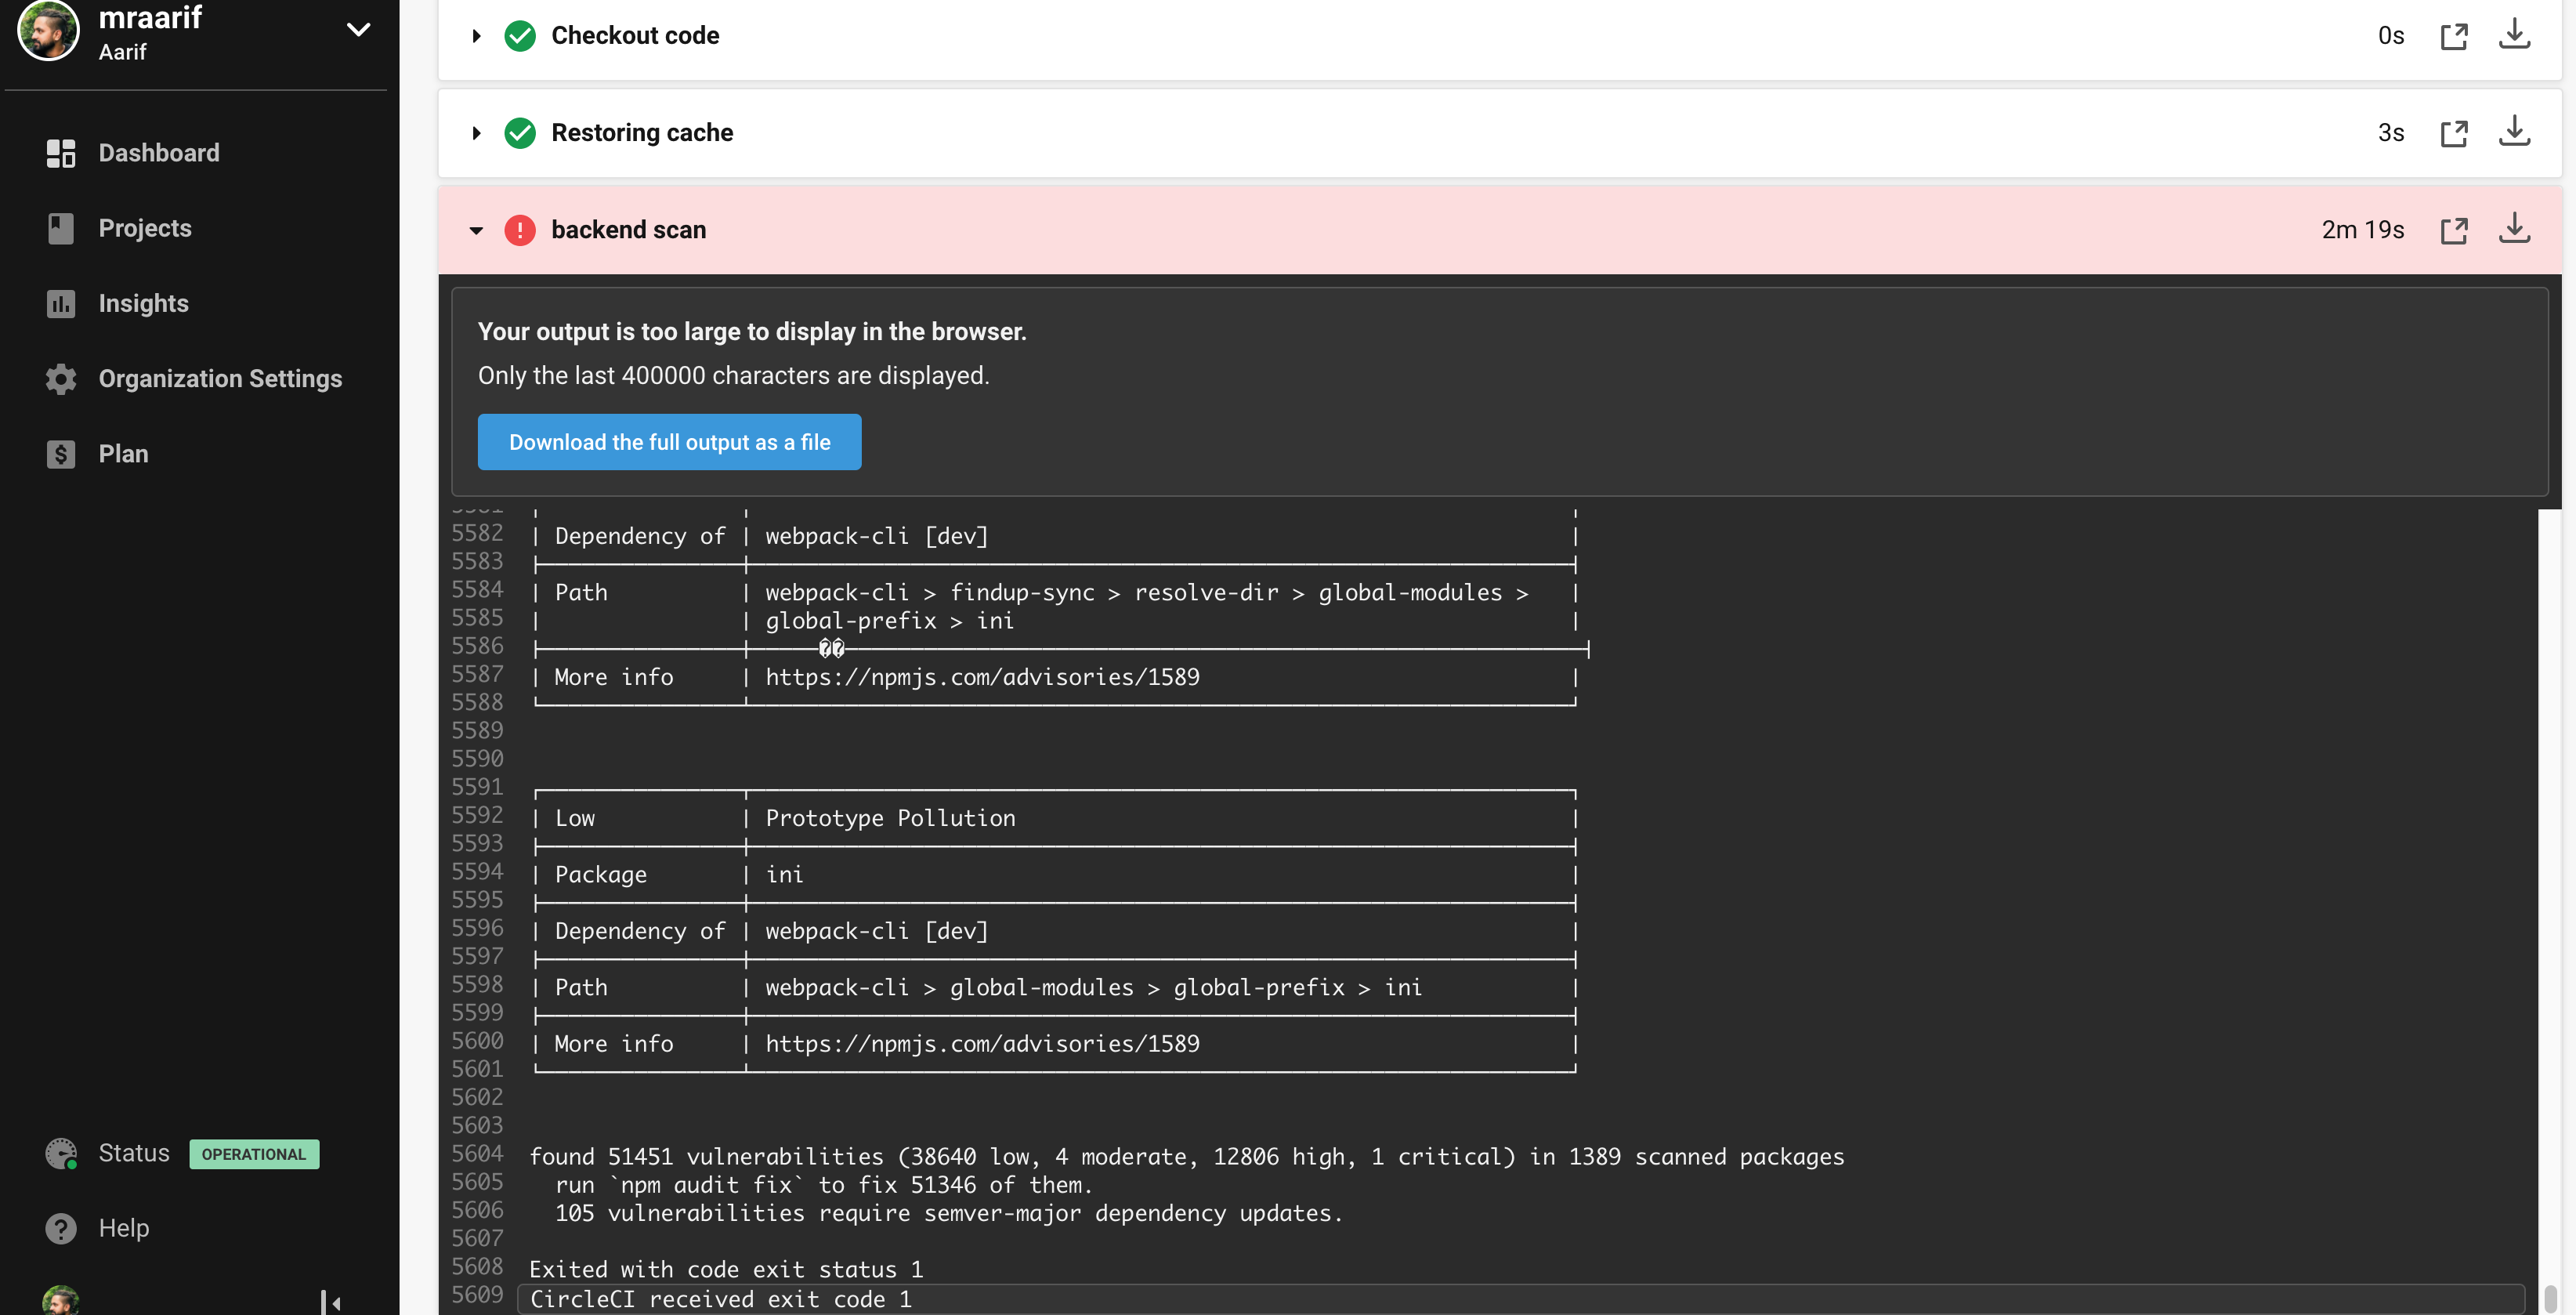 mraarif
Aarif
Dashboard
Projects
Insights
Organization Settings
Plan
Status OPERATIONAL
Help
Checkout code 0s
Restoring cache 3s
backend scan 2m 19s
Your output is too large to display in the browser.
Only the last 400000 characters are displayed.
Download the full output as a file
5582 | Dependency of | webpack-cli [dev] |
5583
5584 | Path | webpack-cli > findup-sync > resolve-dir > global-modules > |
5585 | | global-prefix > ini |
5586 ��
5587 | More info | https://npmjs.com/advisories/1589 |
5588
5589
5590
5591
5592 | Low | Prototype Pollution |
5593
5594 | Package | ini |
5595
5596 | Dependency of | webpack-cli [dev] |
5597
5598 | Path | webpack-cli > global-modules > global-prefix > ini |
5599
5600 | More info | https://npmjs.com/advisories/1589 |
5601
5602
5603
5604 found 51451 vulnerabilities (38640 low, 4 moderate, 12806 high, 1 critical) in 1389 scanned packages
5605 run `npm audit fix` to fix 51346 of them.
5606 105 vulnerabilities require semver-major dependency updates.
5607
5608 Exited with code exit status 1
5609 CircleCI received exit code 1